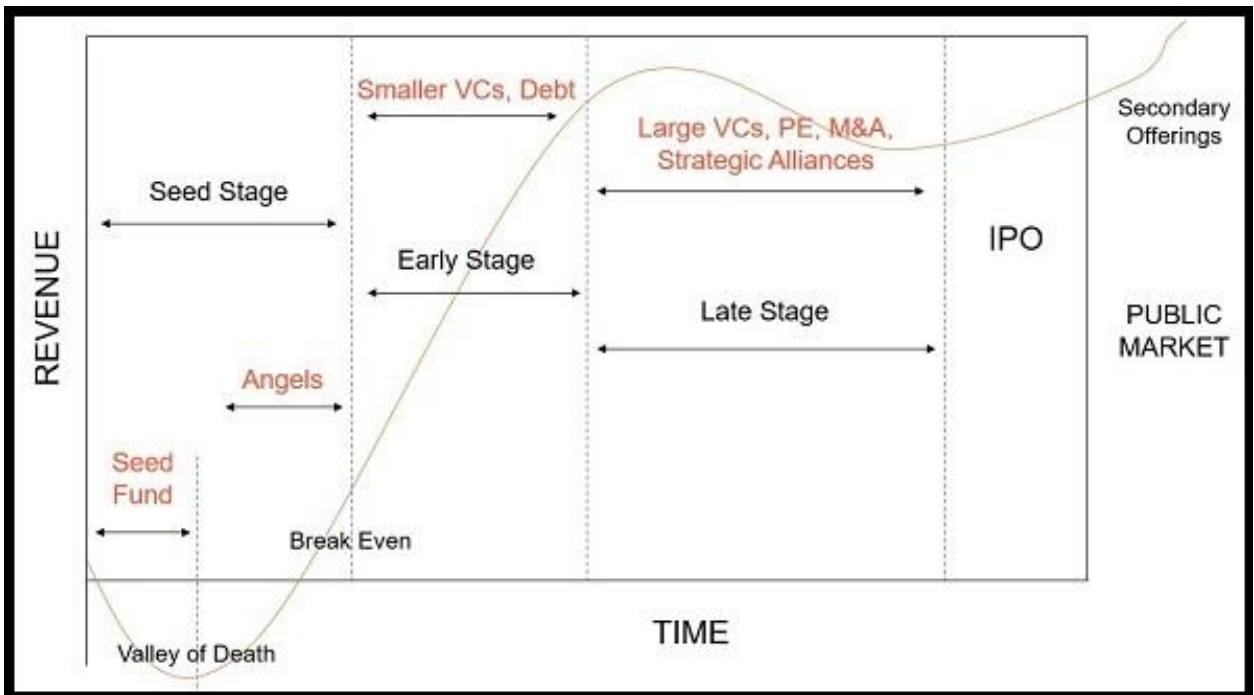 Smaller VCs, Debt
Large VCs, PE, M&A,
Strategic Alliances
Secondary
Offerings
Seed Stage
Early Stage
IPO
Late Stage
PUBLIC
MARKET
REVENUE
Angels
Seed
Fund
Break Even
Valley of Death
TIME